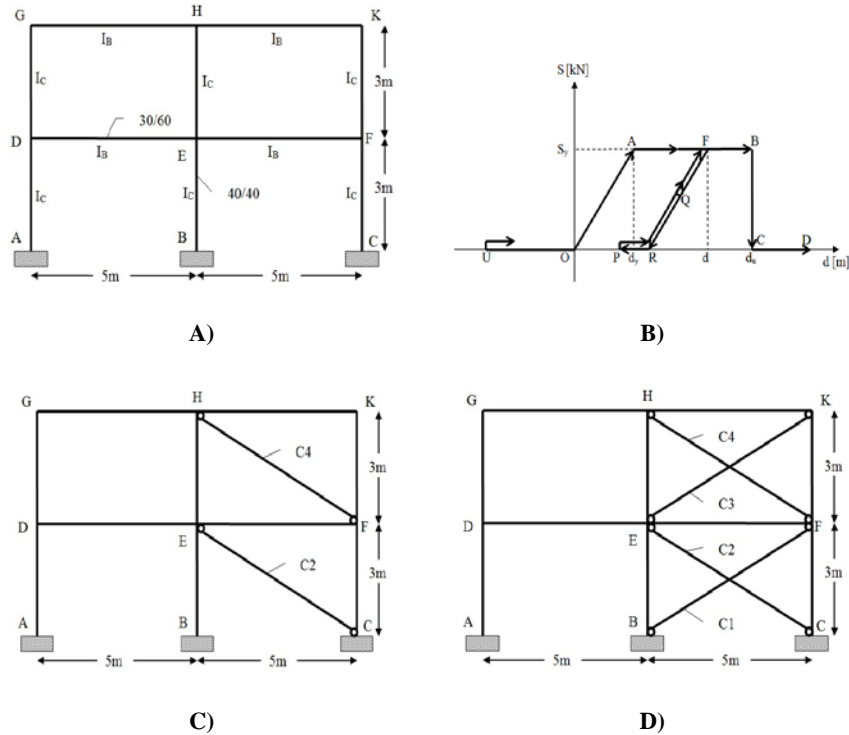 G H K
I_B I_B
I_C I_C I_C 3m
30/60
D E F
I_B I_B
I_C I_C 40/40 I_C 3m
A B C
5m 5m
A)
S [kN]
S_y A F B
Q
U O P d_y R d d_u C D
d [m]
B)
G H K
C4 3m
D E F
C2 3m
A B C
5m 5m
C)
G H K
C4 3m
C3
D E F
C2 3m
C1
A B C
5m 5m
D)